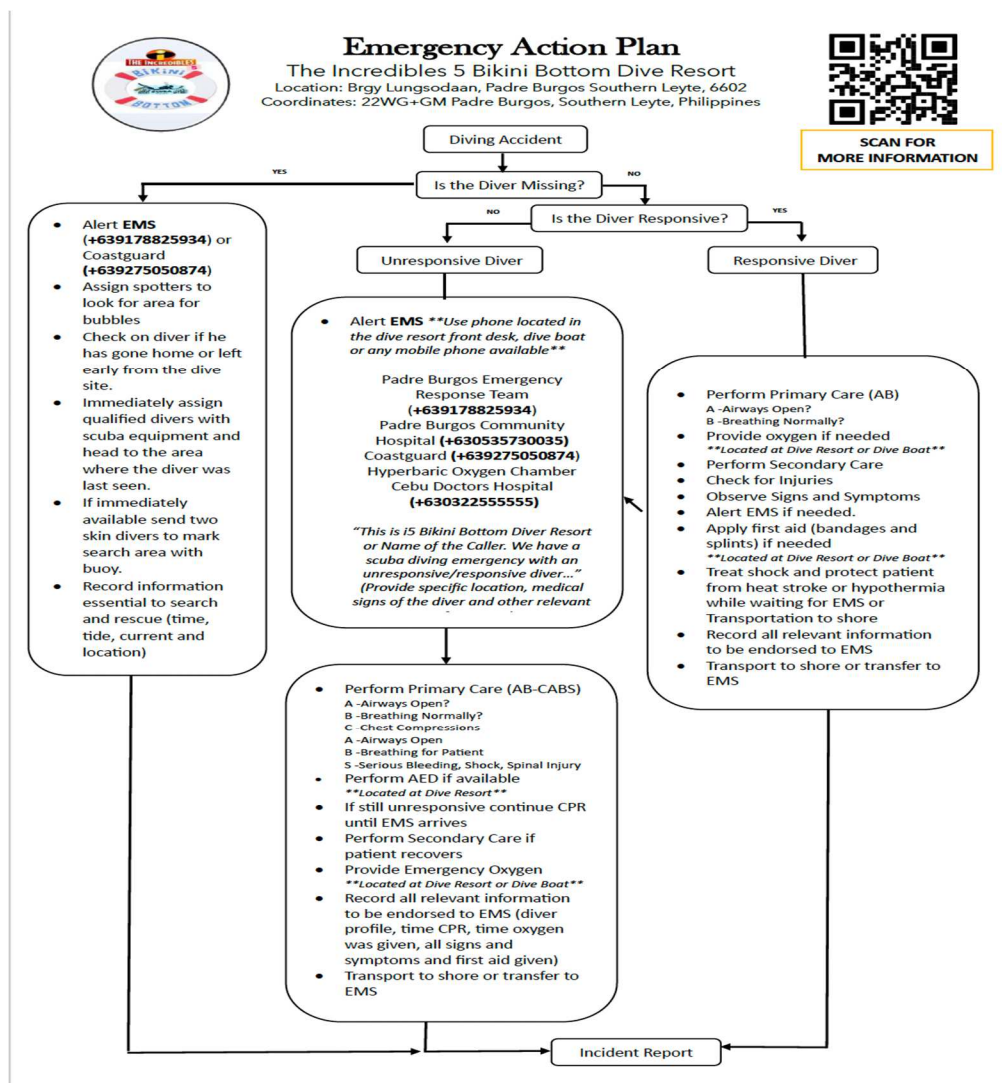 THE INCREDIBLES
BIKINI
BOTTOM
Emergency Action Plan
The Incredibles 5 Bikini Bottom Dive Resort
Location: Brgy Lungsodaan, Padre Burgos Southern Leyte, 6602
Coordinates: 22WG+GM Padre Burgos, Southern Leyte, Philippines
SCAN FOR
MORE INFORMATION
Diving Accident
Is the Diver Missing?
YES
NO
Is the Diver Responsive?
NO
YES
Unresponsive Diver
Responsive Diver
• Alert EMS
(+639178825934) or
Coastguard
(+639275050874)
• Assign spotters to
look for area for
bubbles
• Check on diver if he
has gone home or left
early from the dive
site.
• Immediately assign
qualified divers with
scuba equipment and
head to the area
where the diver was
last seen.
• If immediately
available send two
skin divers to mark
search area with
buoy.
• Record information
essential to search
and rescue (time,
tide, current and
location)
• Alert EMS **Use phone located in
the dive resort front desk, dive boat
or any mobile phone available**
Padre Burgos Emergency
Response Team
(+639178825934)
Padre Burgos Community
Hospital (+630535730035)
Coastguard (+639275050874)
Hyperbaric Oxygen Chamber
Cebu Doctors Hospital
(+630322555555)
“This is i5 Bikini Bottom Diver Resort
or Name of the Caller. We have a
scuba diving emergency with an
unresponsive/responsive diver...”
(Provide specific location, medical
signs of the diver and other relevant
• Perform Primary Care (AB-CABS)
A -Airways Open?
B -Breathing Normally?
C -Chest Compressions
A -Airways Open
B -Breathing for Patient
S -Serious Bleeding, Shock, Spinal Injury
• Perform AED if available
**Located at Dive Resort**
• If still unresponsive continue CPR
until EMS arrives
• Perform Secondary Care if
patient recovers
• Provide Emergency Oxygen
**Located at Dive Resort or Dive Boat**
• Record all relevant information
to be endorsed to EMS (diver
profile, time CPR, time oxygen
was given, all signs and
symptoms and first aid given)
• Transport to shore or transfer to
EMS
• Perform Primary Care (AB)
A -Airways Open?
B -Breathing Normally?
• Provide oxygen if needed
**Located at Dive Resort or Dive Boat**
• Perform Secondary Care
• Check for Injuries
• Observe Signs and Symptoms
• Alert EMS if needed.
• Apply first aid (bandages and
splints) if needed
**Located at Dive Resort or Dive Boat**
• Treat shock and protect patient
from heat stroke or hypothermia
while waiting for EMS or
Transportation to shore
• Record all relevant information
to be endorsed to EMS
• Transport to shore or transfer to
EMS
Incident Report